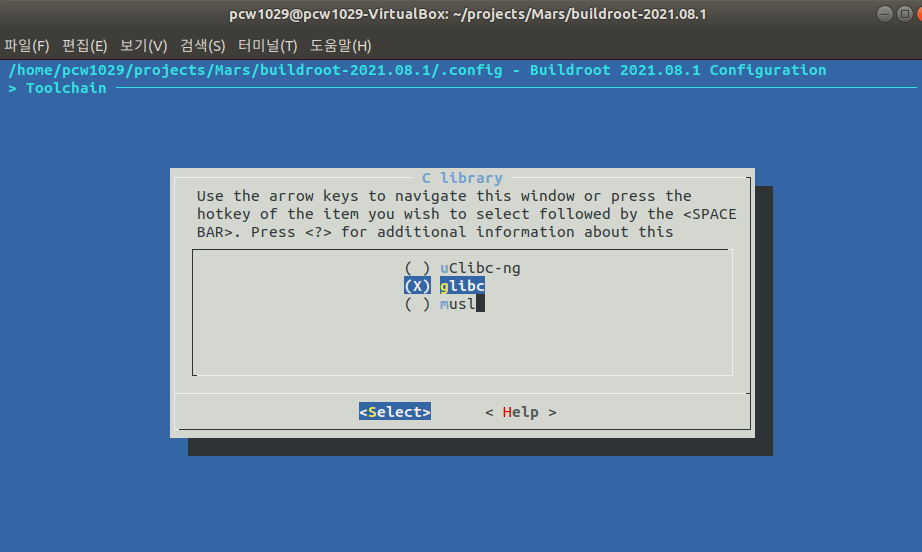 pcw1029@pcw1029-VirtualBox: ~/projects/Mars/buildroot-2021.08.1
파일(F) 편집(E) 보기(V) 검색(S) 터미널(T) 도움말(H)
/home/pcw1029/projects/Mars/buildroot-2021.08.1/.config - Buildroot 2021.08.1 Configuration
> Toolchain
C library
Use the arrow keys to navigate this window or press the
hotkey of the item you wish to select followed by the <SPACE
BAR>. Press <?> for additional information about this
( ) uClibc-ng
(X) glibc
( ) musl
<Select> < Help >